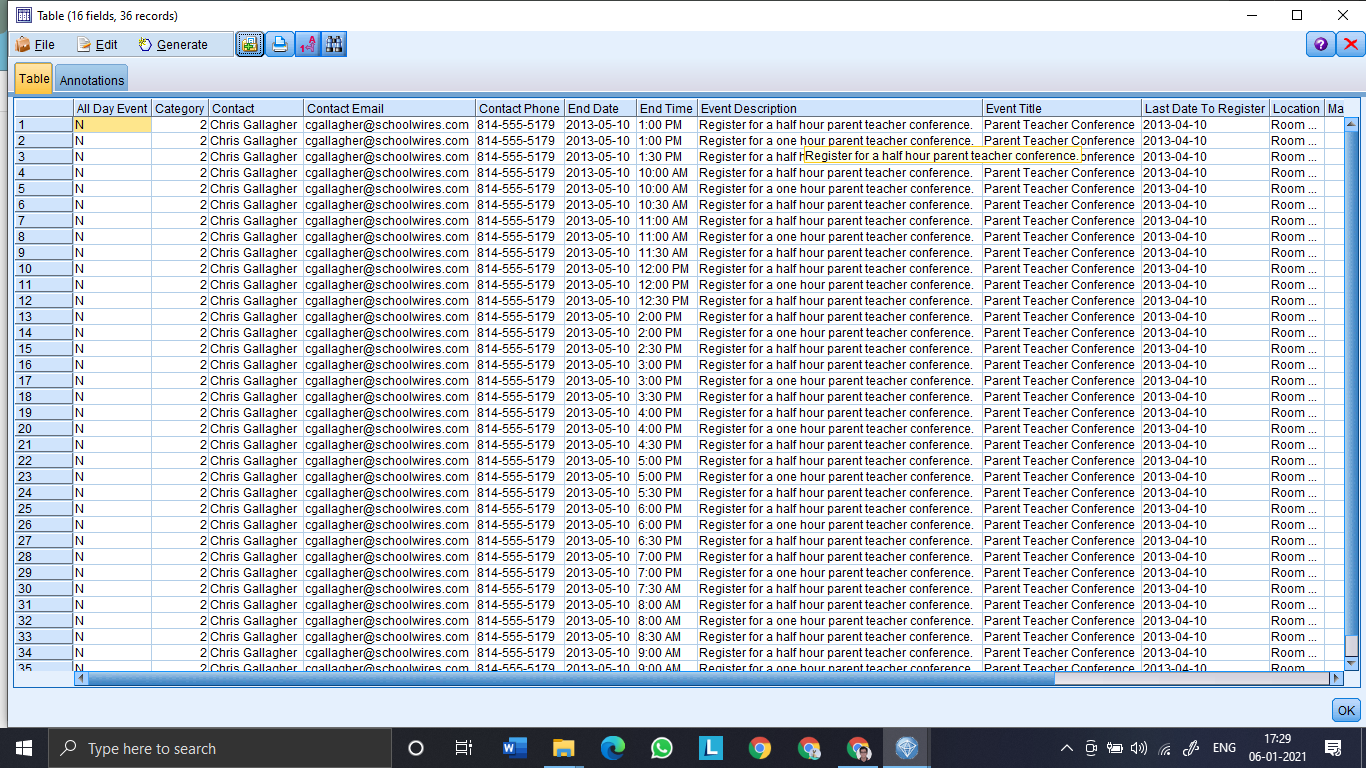 Table (16 fields, 36 records)
File Edit Generate
Table Annotations
All Day Event Category Contact Contact Email Contact Phone End Date End Time Event Description Event Title Last Date To Register Location Ma
1 N 2 Chris Gallagher cgallagher@schoolwires.com 814-555-5179 2013-05-10 1:00 PM Register for a half hour parent teacher conference. Parent Teacher Conference 2013-04-10 Room ...
2 N 2 Chris Gallagher cgallagher@schoolwires.com 814-555-5179 2013-05-10 1:00 PM Register for a one hour parent teacher conference. Parent Teacher Conference 2013-04-10 Room ...
3 N 2 Chris Gallagher cgallagher@schoolwires.com 814-555-5179 2013-05-10 1:30 PM Register for a half h Register for a half hour parent teacher conference. onference 2013-04-10 Room ...
4 N 2 Chris Gallagher cgallagher@schoolwires.com 814-555-5179 2013-05-10 10:00 AM Register for a half hour parent teacher conference. Parent Teacher Conference 2013-04-10 Room ...
5 N 2 Chris Gallagher cgallagher@schoolwires.com 814-555-5179 2013-05-10 10:00 AM Register for a one hour parent teacher conference. Parent Teacher Conference 2013-04-10 Room ...
6 N 2 Chris Gallagher cgallagher@schoolwires.com 814-555-5179 2013-05-10 10:30 AM Register for a half hour parent teacher conference. Parent Teacher Conference 2013-04-10 Room ...
7 N 2 Chris Gallagher cgallagher@schoolwires.com 814-555-5179 2013-05-10 11:00 AM Register for a half hour parent teacher conference. Parent Teacher Conference 2013-04-10 Room ...
8 N 2 Chris Gallagher cgallagher@schoolwires.com 814-555-5179 2013-05-10 11:00 AM Register for a one hour parent teacher conference. Parent Teacher Conference 2013-04-10 Room ...
9 N 2 Chris Gallagher cgallagher@schoolwires.com 814-555-5179 2013-05-10 11:30 AM Register for a half hour parent teacher conference. Parent Teacher Conference 2013-04-10 Room ...
10 N 2 Chris Gallagher cgallagher@schoolwires.com 814-555-5179 2013-05-10 12:00 PM Register for a half hour parent teacher conference. Parent Teacher Conference 2013-04-10 Room ...
11 N 2 Chris Gallagher cgallagher@schoolwires.com 814-555-5179 2013-05-10 12:00 PM Register for a one hour parent teacher conference. Parent Teacher Conference 2013-04-10 Room ...
12 N 2 Chris Gallagher cgallagher@schoolwires.com 814-555-5179 2013-05-10 12:30 PM Register for a half hour parent teacher conference. Parent Teacher Conference 2013-04-10 Room ...
13 N 2 Chris Gallagher cgallagher@schoolwires.com 814-555-5179 2013-05-10 2:00 PM Register for a half hour parent teacher conference. Parent Teacher Conference 2013-04-10 Room ...
14 N 2 Chris Gallagher cgallagher@schoolwires.com 814-555-5179 2013-05-10 2:00 PM Register for a one hour parent teacher conference. Parent Teacher Conference 2013-04-10 Room ...
15 N 2 Chris Gallagher cgallagher@schoolwires.com 814-555-5179 2013-05-10 2:30 PM Register for a half hour parent teacher conference. Parent Teacher Conference 2013-04-10 Room ...
16 N 2 Chris Gallagher cgallagher@schoolwires.com 814-555-5179 2013-05-10 3:00 PM Register for a half hour parent teacher conference. Parent Teacher Conference 2013-04-10 Room ...
17 N 2 Chris Gallagher cgallagher@schoolwires.com 814-555-5179 2013-05-10 3:00 PM Register for a one hour parent teacher conference. Parent Teacher Conference 2013-04-10 Room ...
18 N 2 Chris Gallagher cgallagher@schoolwires.com 814-555-5179 2013-05-10 3:30 PM Register for a half hour parent teacher conference. Parent Teacher Conference 2013-04-10 Room ...
19 N 2 Chris Gallagher cgallagher@schoolwires.com 814-555-5179 2013-05-10 4:00 PM Register for a half hour parent teacher conference. Parent Teacher Conference 2013-04-10 Room ...
20 N 2 Chris Gallagher cgallagher@schoolwires.com 814-555-5179 2013-05-10 4:00 PM Register for a one hour parent teacher conference. Parent Teacher Conference 2013-04-10 Room ...
21 N 2 Chris Gallagher cgallagher@schoolwires.com 814-555-5179 2013-05-10 4:30 PM Register for a half hour parent teacher conference. Parent Teacher Conference 2013-04-10 Room ...
22 N 2 Chris Gallagher cgallagher@schoolwires.com 814-555-5179 2013-05-10 5:00 PM Register for a half hour parent teacher conference. Parent Teacher Conference 2013-04-10 Room ...
23 N 2 Chris Gallagher cgallagher@schoolwires.com 814-555-5179 2013-05-10 5:00 PM Register for a one hour parent teacher conference. Parent Teacher Conference 2013-04-10 Room ...
24 N 2 Chris Gallagher cgallagher@schoolwires.com 814-555-5179 2013-05-10 5:30 PM Register for a half hour parent teacher conference. Parent Teacher Conference 2013-04-10 Room ...
25 N 2 Chris Gallagher cgallagher@schoolwires.com 814-555-5179 2013-05-10 6:00 PM Register for a half hour parent teacher conference. Parent Teacher Conference 2013-04-10 Room ...
26 N 2 Chris Gallagher cgallagher@schoolwires.com 814-555-5179 2013-05-10 6:00 PM Register for a one hour parent teacher conference. Parent Teacher Conference 2013-04-10 Room ...
27 N 2 Chris Gallagher cgallagher@schoolwires.com 814-555-5179 2013-05-10 6:30 PM Register for a half hour parent teacher conference. Parent Teacher Conference 2013-04-10 Room ...
28 N 2 Chris Gallagher cgallagher@schoolwires.com 814-555-5179 2013-05-10 7:00 PM Register for a half hour parent teacher conference. Parent Teacher Conference 2013-04-10 Room ...
29 N 2 Chris Gallagher cgallagher@schoolwires.com 814-555-5179 2013-05-10 7:00 PM Register for a one hour parent teacher conference. Parent Teacher Conference 2013-04-10 Room ...
30 N 2 Chris Gallagher cgallagher@schoolwires.com 814-555-5179 2013-05-10 7:30 AM Register for a half hour parent teacher conference. Parent Teacher Conference 2013-04-10 Room ...
31 N 2 Chris Gallagher cgallagher@schoolwires.com 814-555-5179 2013-05-10 8:00 AM Register for a half hour parent teacher conference. Parent Teacher Conference 2013-04-10 Room ...
32 N 2 Chris Gallagher cgallagher@schoolwires.com 814-555-5179 2013-05-10 8:00 AM Register for a one hour parent teacher conference. Parent Teacher Conference 2013-04-10 Room ...
33 N 2 Chris Gallagher cgallagher@schoolwires.com 814-555-5179 2013-05-10 8:30 AM Register for a half hour parent teacher conference. Parent Teacher Conference 2013-04-10 Room ...
34 N 2 Chris Gallagher cgallagher@schoolwires.com 814-555-5179 2013-05-10 9:00 AM Register for a half hour parent teacher conference. Parent Teacher Conference 2013-04-10 Room ...
35 N 2 Chris Gallagher cgallagher@schoolwires.com 814-555-5179 2013-05-10 9:00 AM Register for a one hour parent teacher conference. Parent Teacher Conference 2013-04-10 Room ...
OK
Type here to search ENG 17:29
06-01-2021